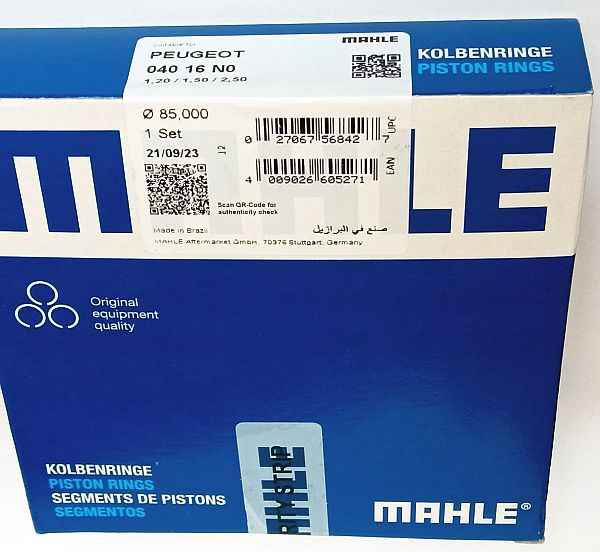 suitable for
PEUGEOT
MAHLE
040 16 N0
1,20 / 1,50 / 2,50
KOLBENRINGE
PISTON RINGS
Ø 85,000
1 Set
21/09/23
12
0 27067 56842 7
UPC
4 009026 605271
EAN
Scan QR-Code for
authenticity check
Made in Brazil
صنع في البرازيل
MAHLE Aftermarket GmbH, 70376 Stuttgart, Germany
MAHLE
Original
equipment
quality
KOLBENRINGE
PISTON RINGS
SEGMENTS DE PISTONS
SEGMENTOS
MAHLE®